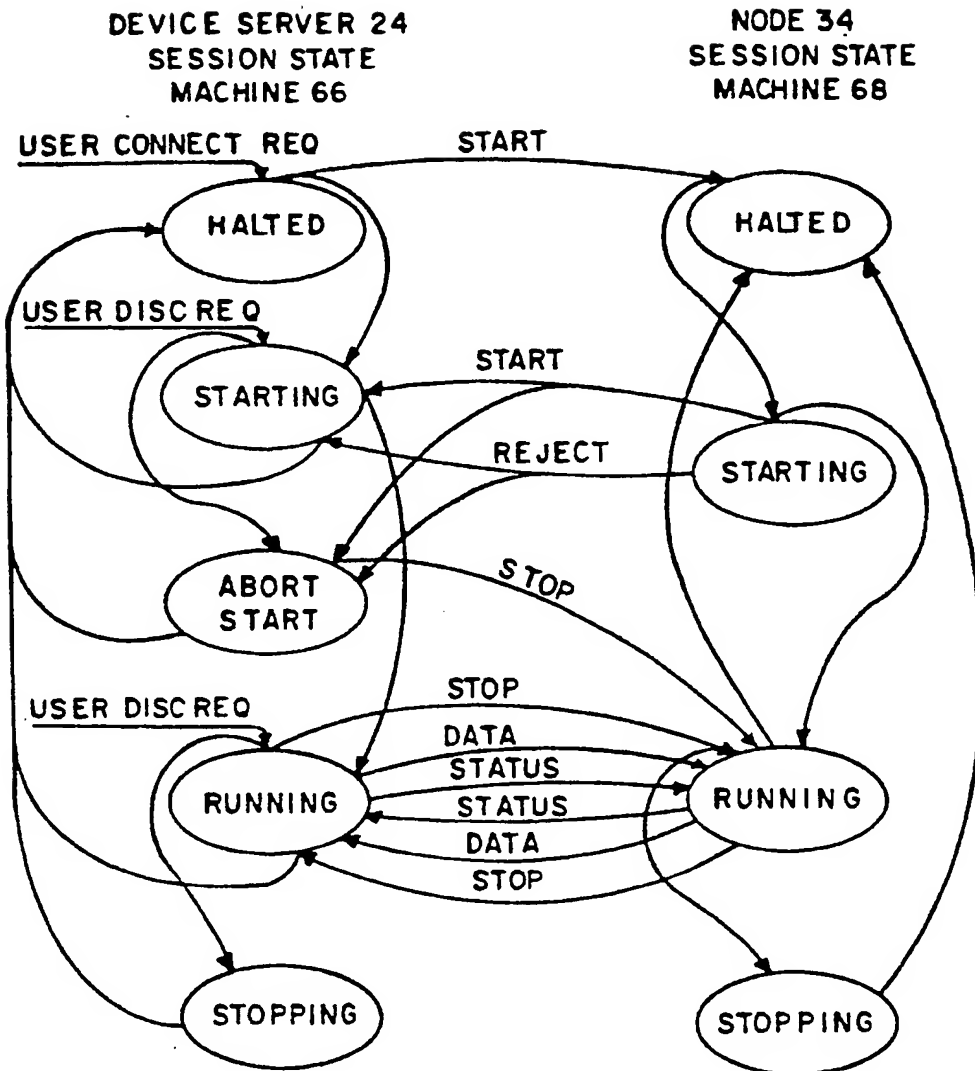 DEVICE SERVER 24
SESSION STATE
MACHINE 66
NODE 34
SESSION STATE
MACHINE 68
USER CONNECT REQ
START
HALTED
HALTED
USER DISC REQ
START
STARTING
REJECT
STARTING
ABORT
START
STOP
USER DISC REQ
STOP
DATA
STATUS
RUNNING
RUNNING
STATUS
DATA
STOP
STOPPING
STOPPING